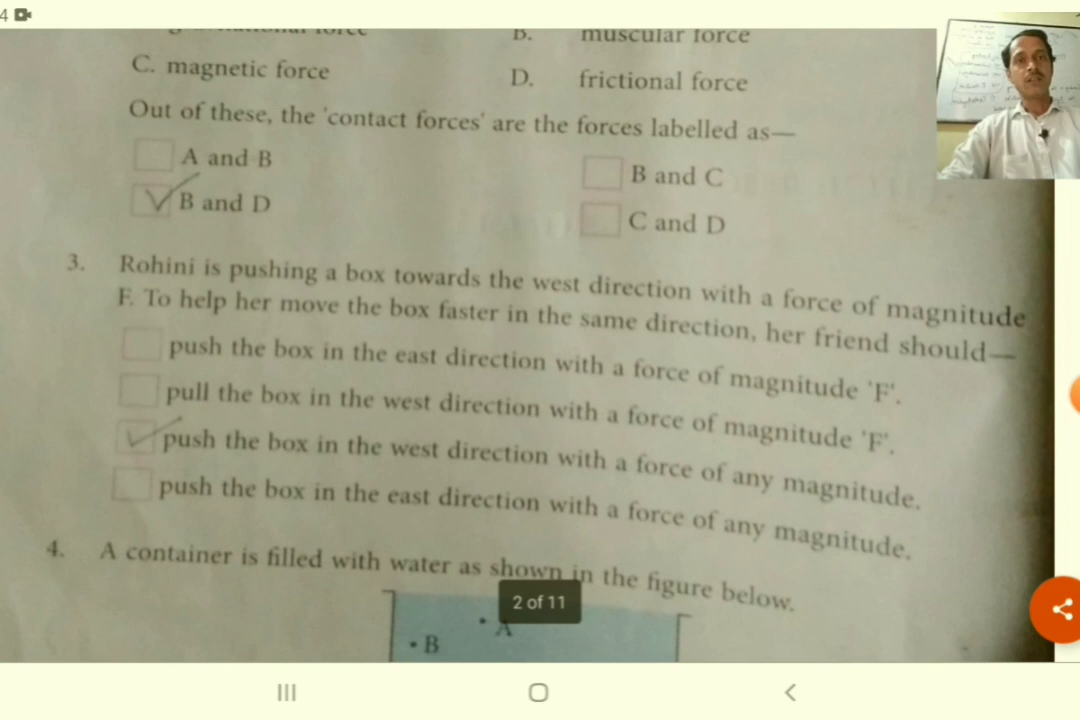 4
force
B. muscular force
C. magnetic force
D. frictional force
Out of these, the 'contact forces' are the forces labelled as—
A and B
B and C
B and D
C and D
3. Rohini is pushing a box towards the west direction with a force of magnitude
F. To help her move the box faster in the same direction, her friend should—
push the box in the east direction with a force of magnitude 'F'.
pull the box in the west direction with a force of magnitude 'F'.
push the box in the west direction with a force of any magnitude.
push the box in the east direction with a force of any magnitude.
4. A container is filled with water as shown in the figure below.
2 of 11
A
B